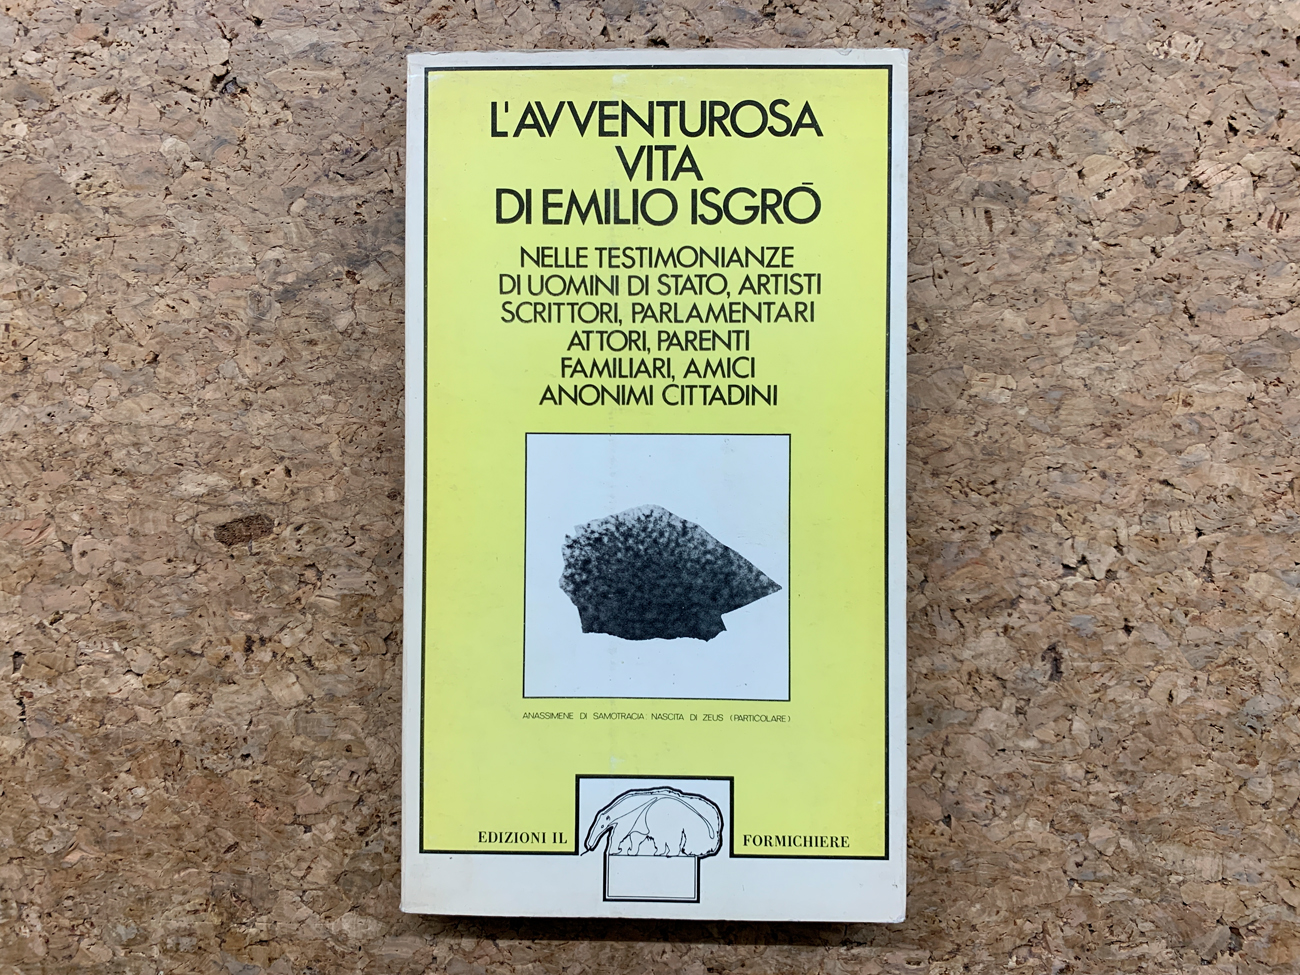 L'AVVENTUROSA
VITA
DI EMILIO ISGRÒ
NELLE TESTIMONIANZE
DI UOMINI DI STATO, ARTISTI
SCRITTORI, PARLAMENTARI
ATTORI, PARENTI
FAMILIARI, AMICI
ANONIMI CITTADINI
ANASSIMENE DI SAMOTRACIA: NASCITA DI ZEUS (PARTICOLARE)
EDIZIONI IL FORMICHIERE